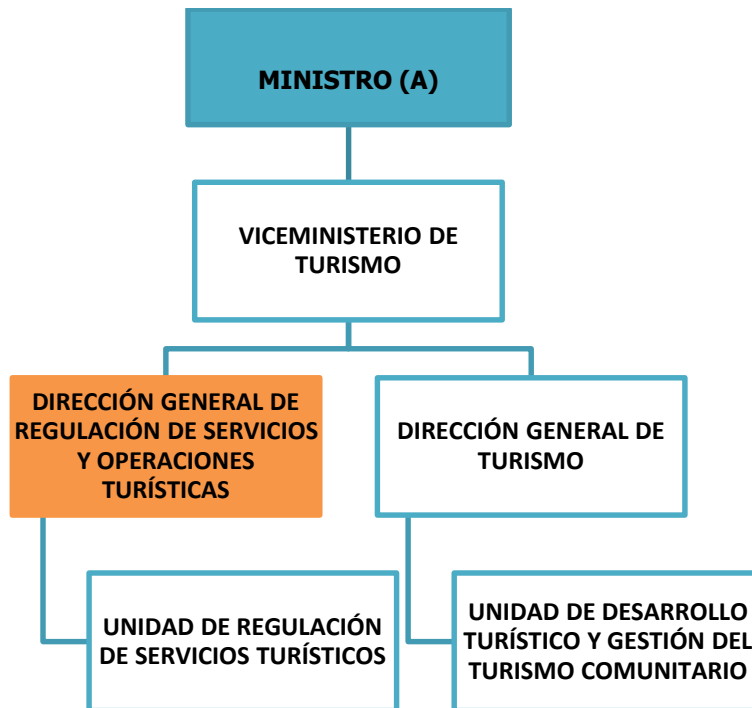 MINISTRO (A)
VICEMINISTERIO DE
TURISMO
DIRECCIÓN GENERAL DE
REGULACIÓN DE SERVICIOS
Y OPERACIONES
TURÍSTICAS
DIRECCIÓN GENERAL DE
TURISMO
UNIDAD DE REGULACIÓN
DE SERVICIOS TURÍSTICOS
UNIDAD DE DESARROLLO
TURÍSTICO Y GESTIÓN DEL
TURISMO COMUNITARIO